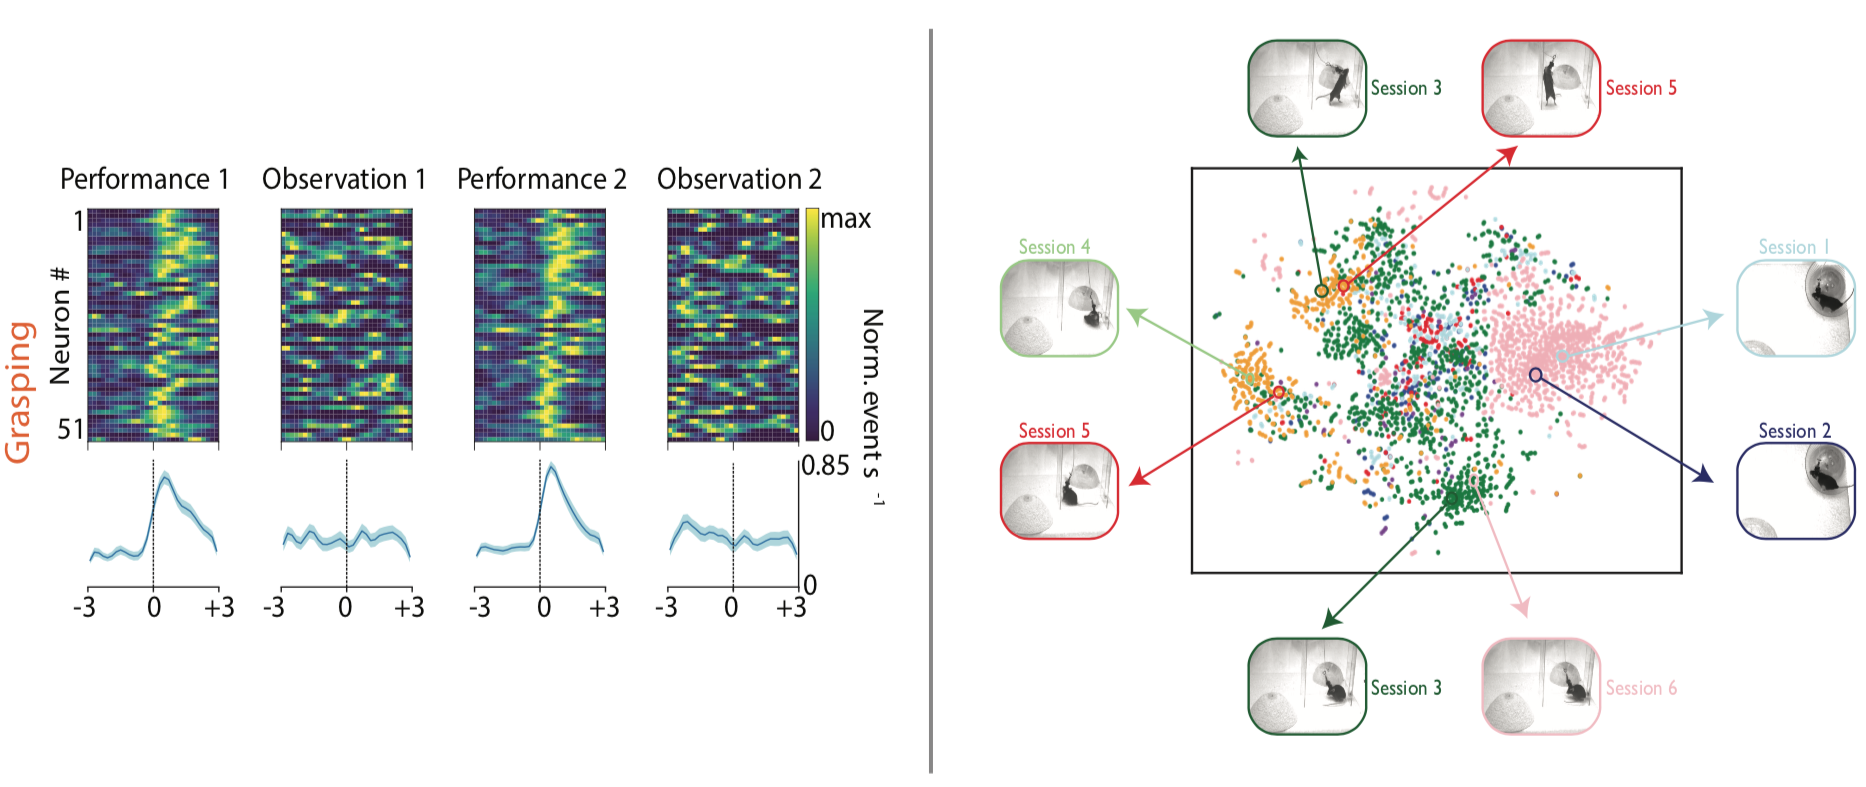 Performance 1
Observation 1
Performance 2
Observation 2
Grasping
Neuron #
1
51
max
0
Norm. event s -1
0.85
0
-3
0
+3
-3
0
+3
-3
0
+3
-3
0
+3
Session 3
Session 5
Session 4
Session 1
Session 5
Session 2
Session 3
Session 6